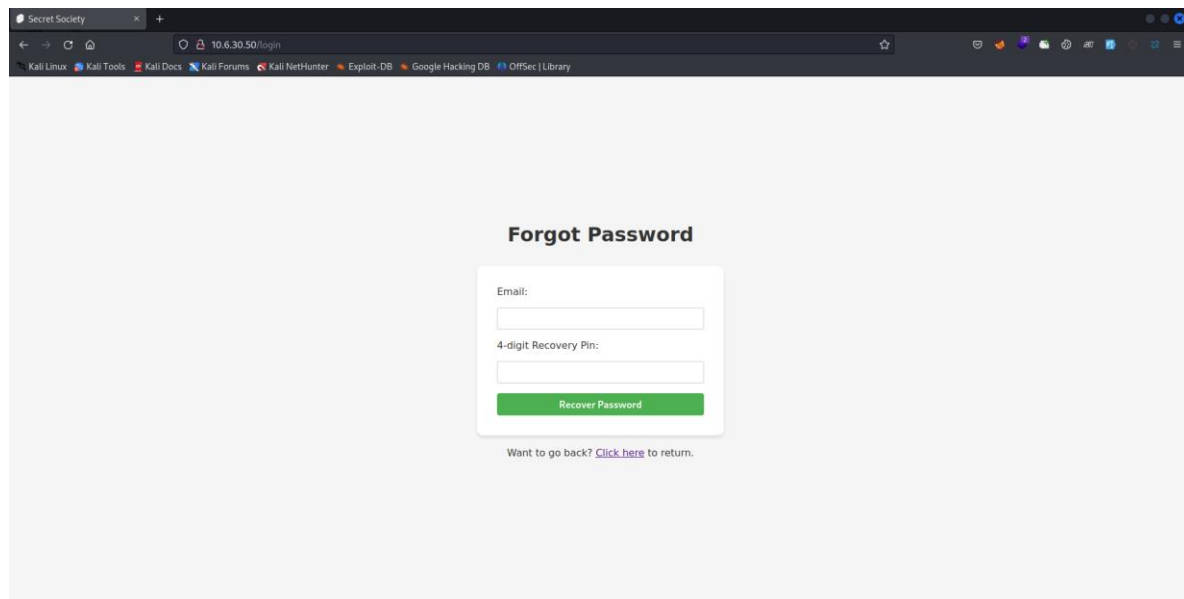 Secret Society
10.6.30.50/login
Kali Linux Kali Tools Kali Docs Kali Forums Kali NetHunter Exploit-DB Google Hacking DB OffSec | Library
Forgot Password
Email:
4-digit Recovery Pin:
Recover Password
Want to go back? Click here to return.